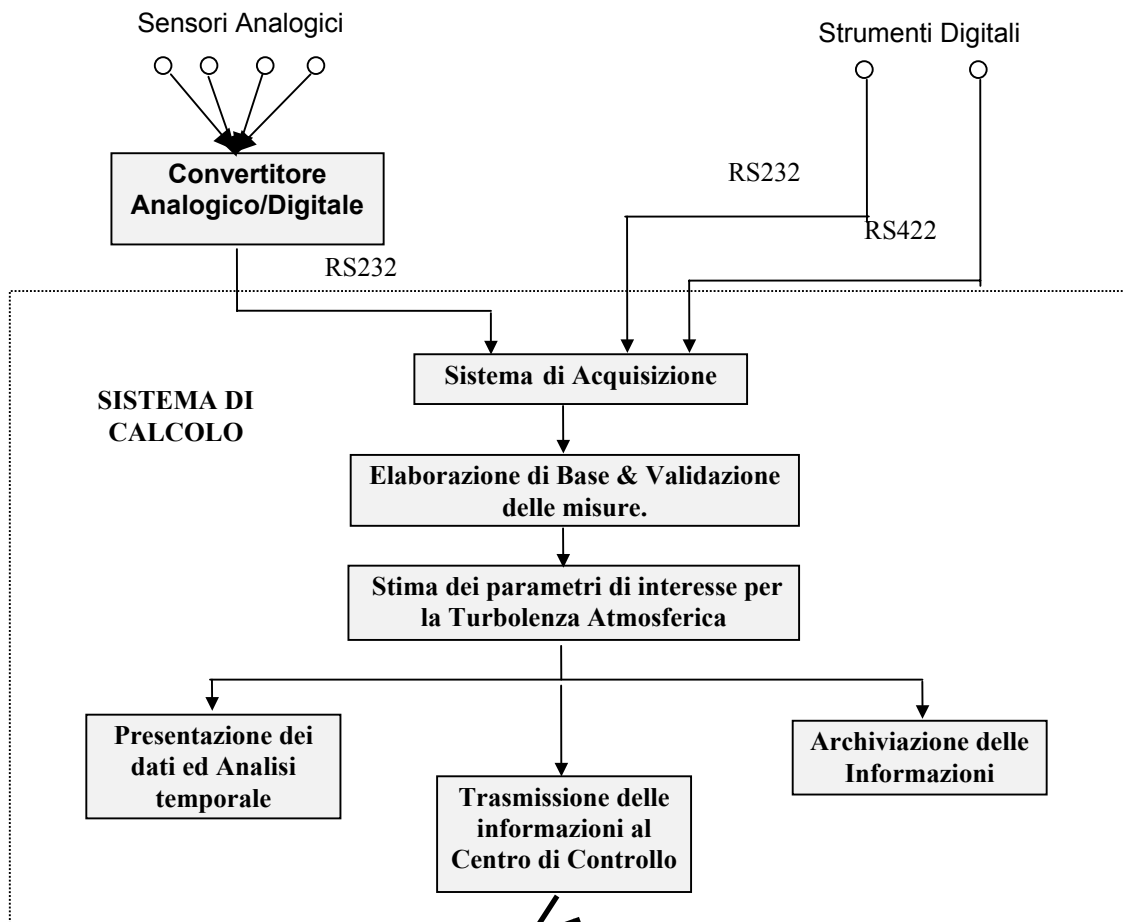 Sensori Analogici
Strumenti Digitali
Convertitore
Analogico/Digitale
RS232
RS422
RS232
SISTEMA DI
CALCOLO
Sistema di Acquisizione
Elaborazione di Base & Validazione
delle misure.
Stima dei parametri di interesse per
la Turbolenza Atmosferica
Presentazione dei
dati ed Analisi
temporale
Trasmissione delle
informazioni al
Centro di Controllo
Archiviazione delle
Informazioni